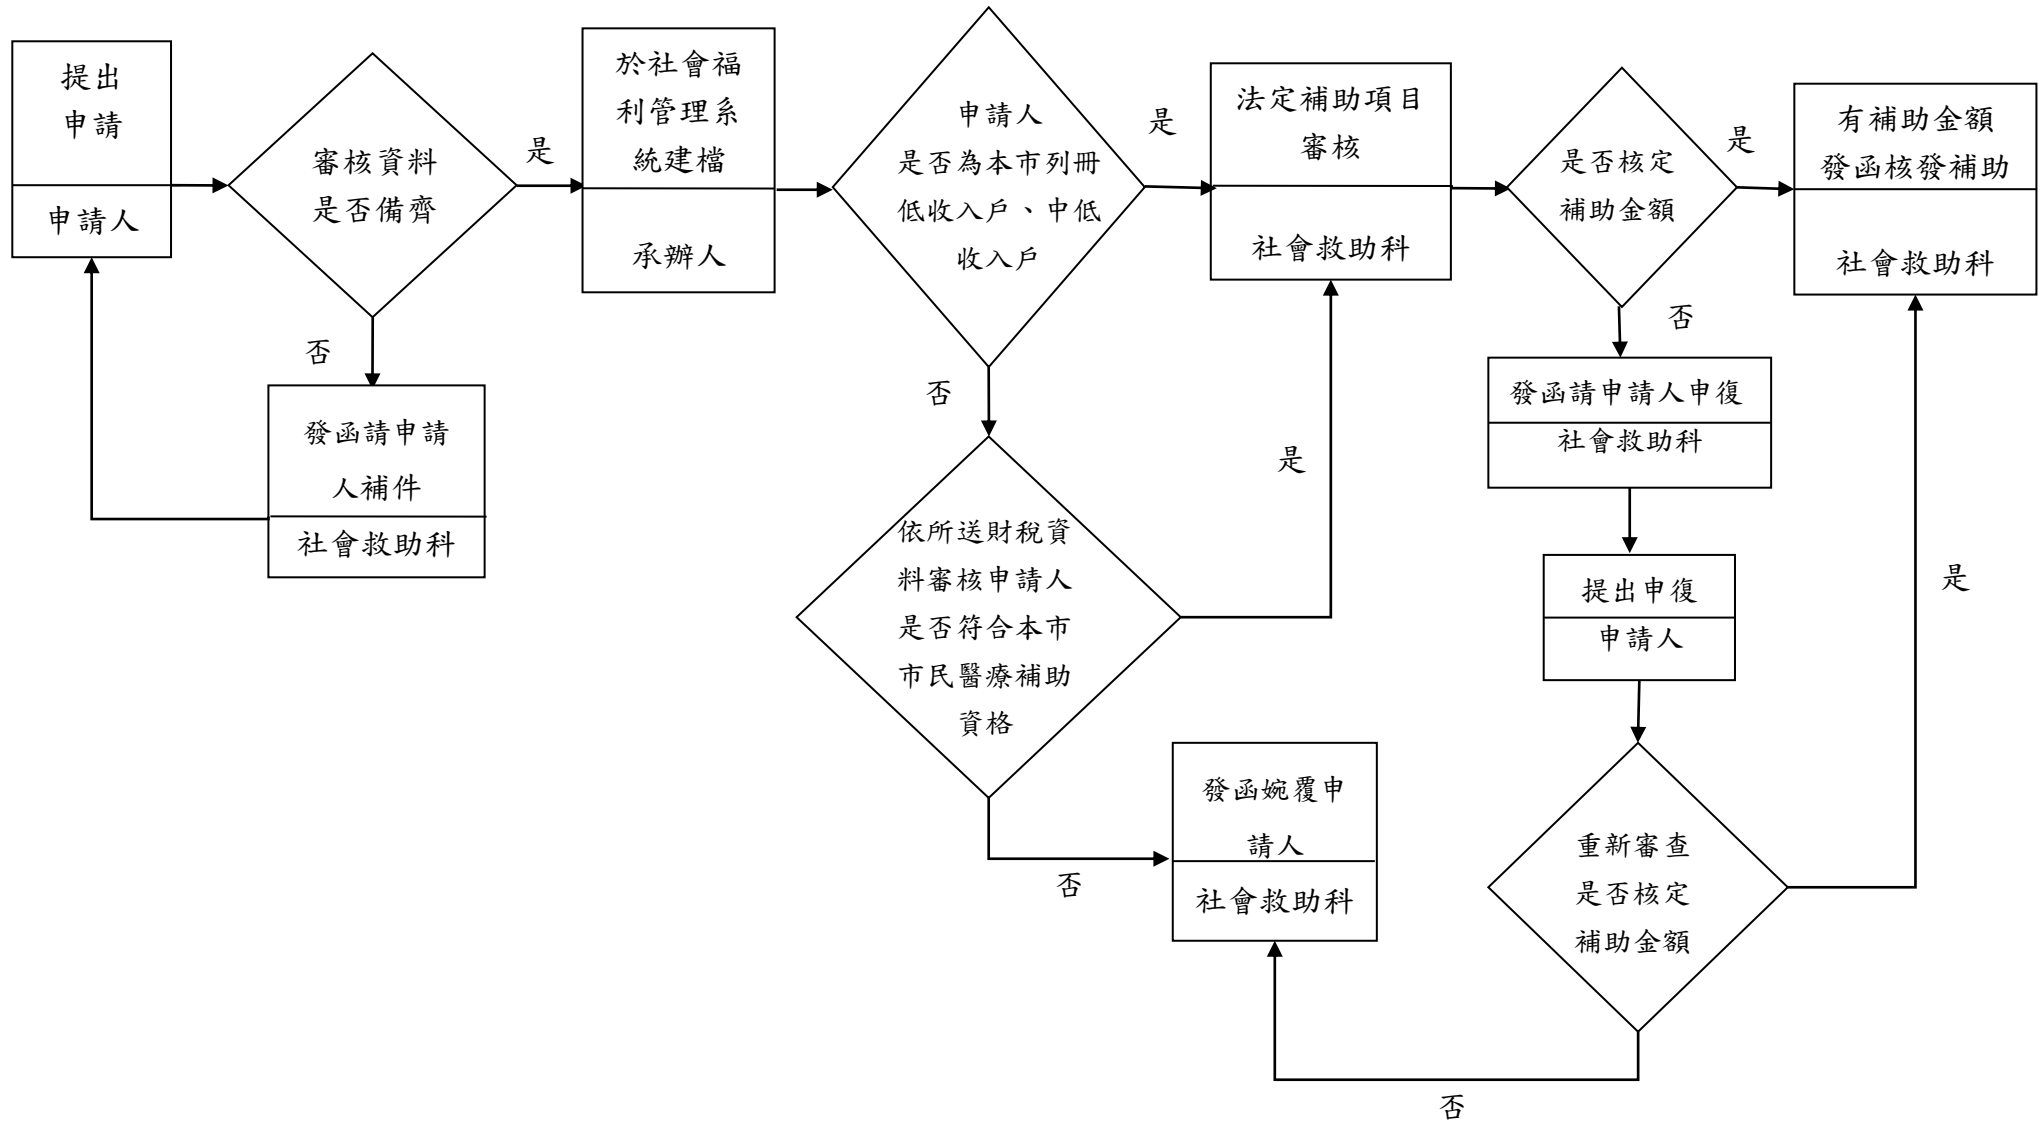 提出
申請
申請人
審核資料
是否備齊
是
否
發函請申請
人補件
社會救助科
於社會福
利管理系
統建檔
承辦人
申請人
是否為本市列冊
低收入戶、中低
收入戶
是
否
依所送財稅資
料審核申請人
是否符合本市
市民醫療補助
資格
是
否
發函婉覆申
請人
社會救助科
法定補助項目
審核
社會救助科
是否核定
補助金額
是
否
有補助金額
發函核發補助
社會救助科
發函請申請人申復
社會救助科
提出申復
申請人
重新審查
是否核定
補助金額
是
否